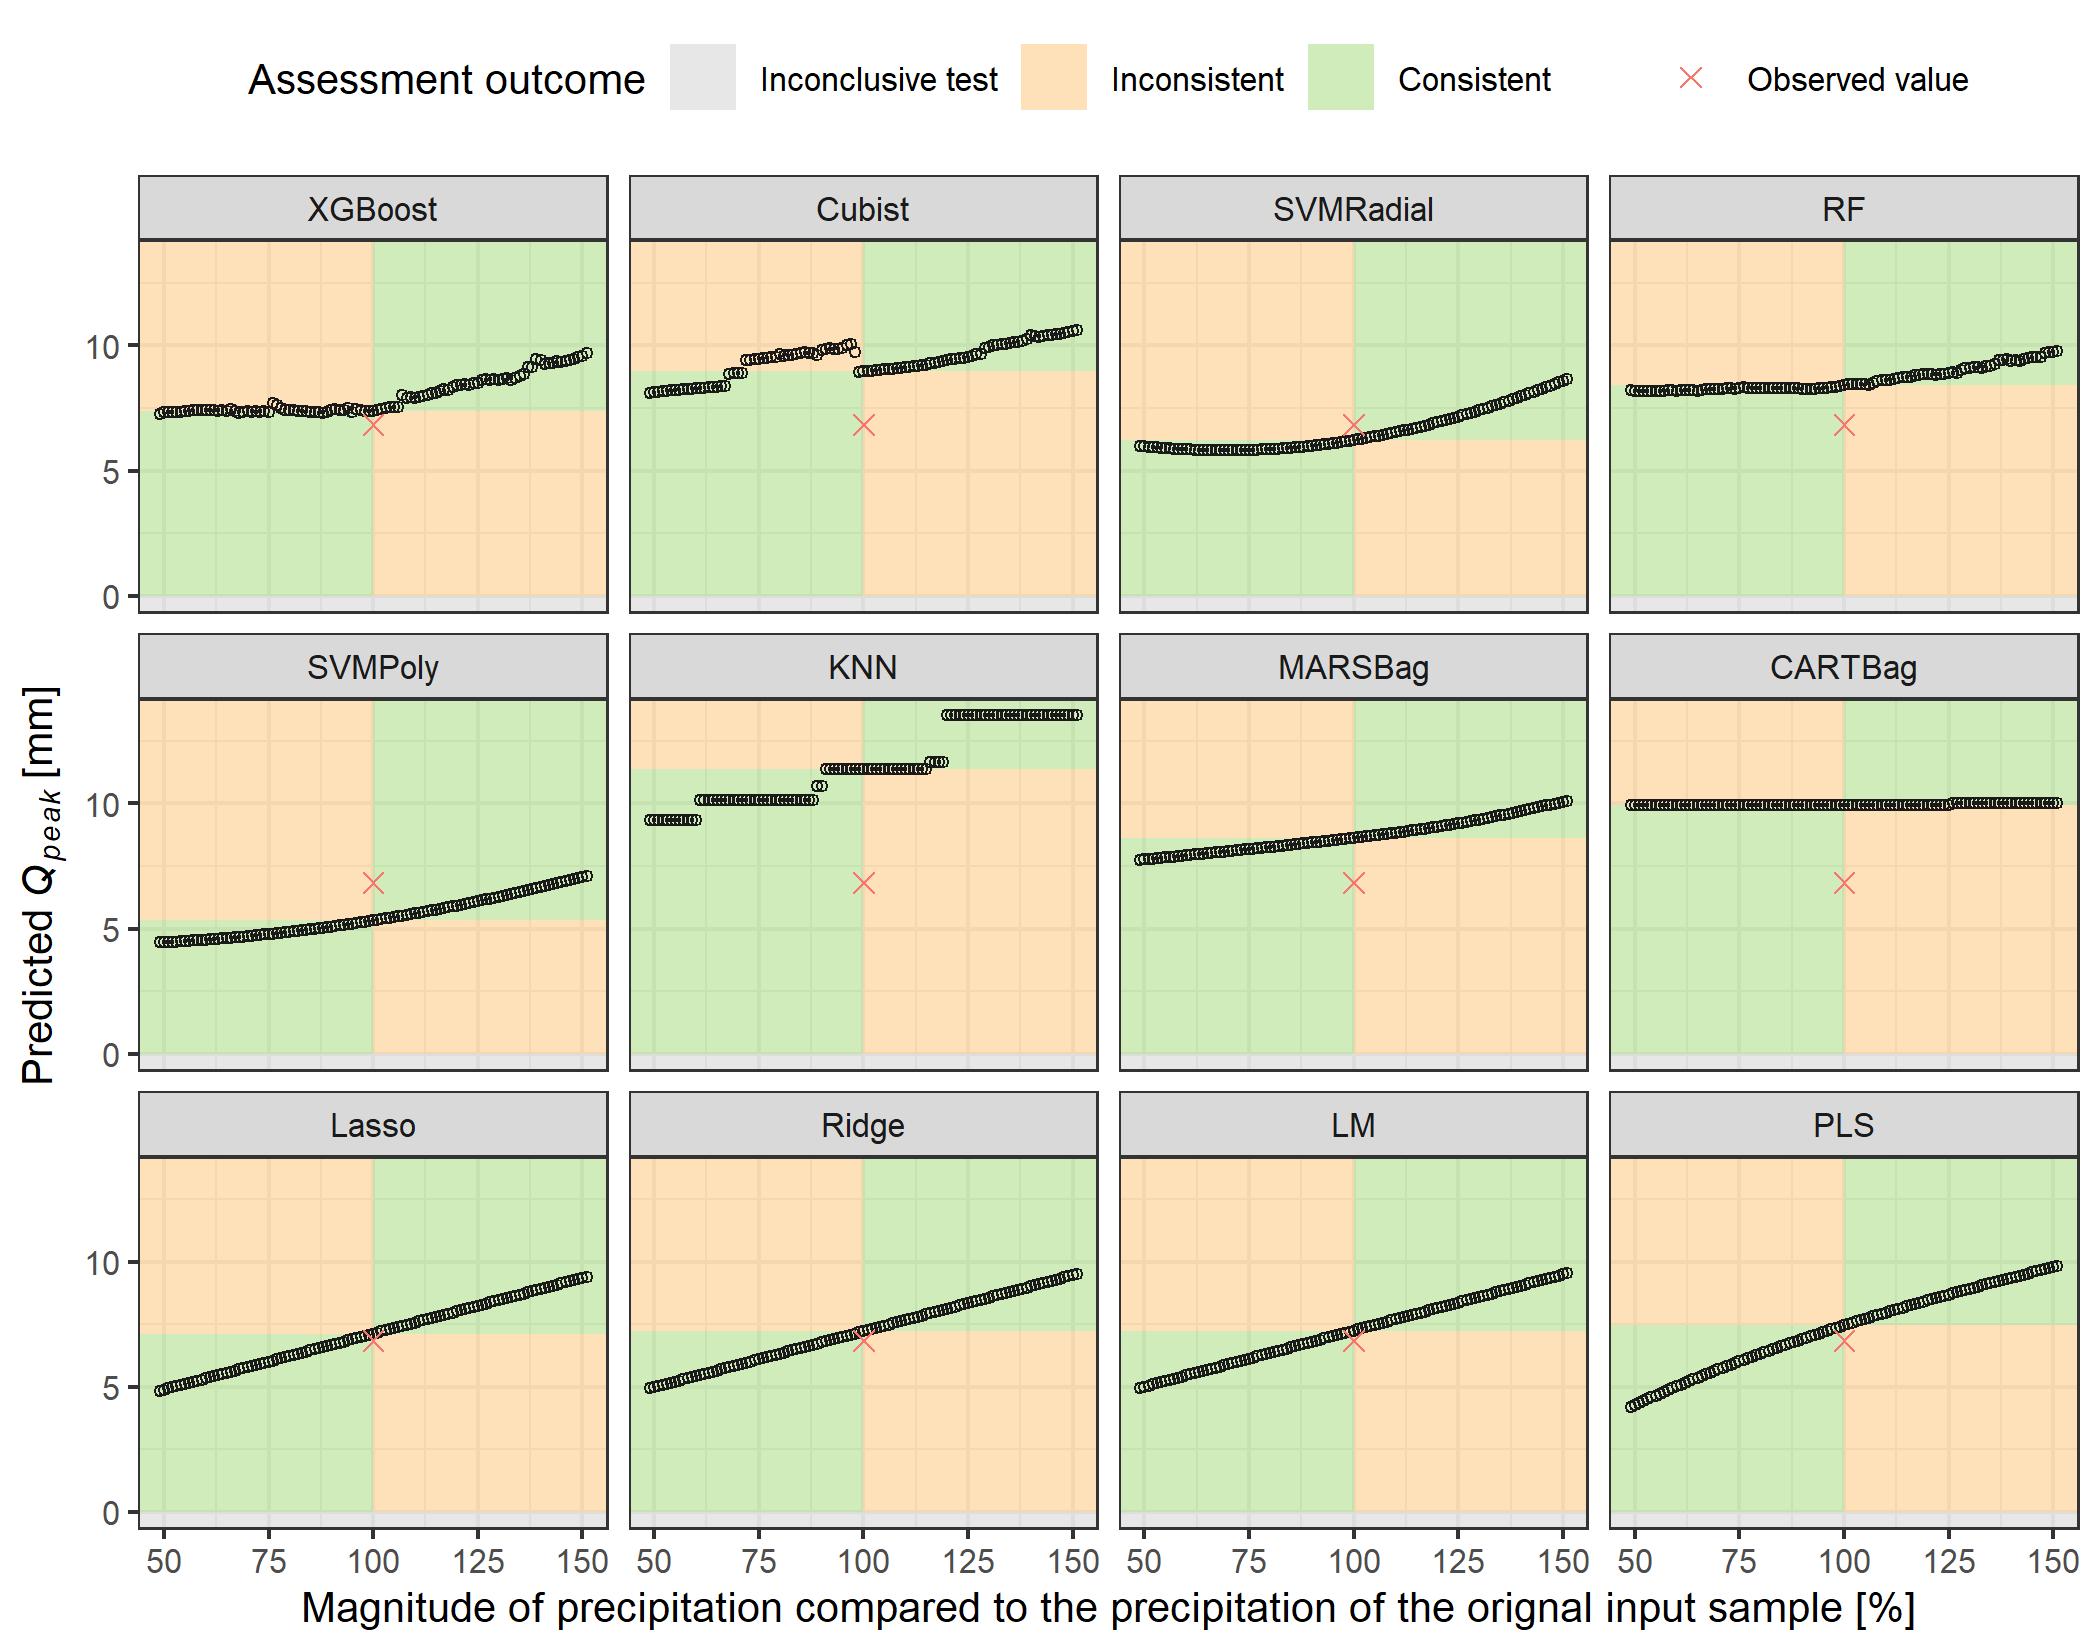 Assessment outcome Inconclusive test Inconsistent Consistent Observed value
XGBoost Cubist SVMRadial RF
10
5
0
SVMPoly KNN MARSBag CARTBag
10
5
0
Lasso Ridge LM PLS
10
5
0
50 75 100 125 150 50 75 100 125 150 50 75 100 125 150 50 75 100 125 150
Magnitude of precipitation compared to the precipitation of the orignal input sample [%]
Predicted Qpeak [mm]